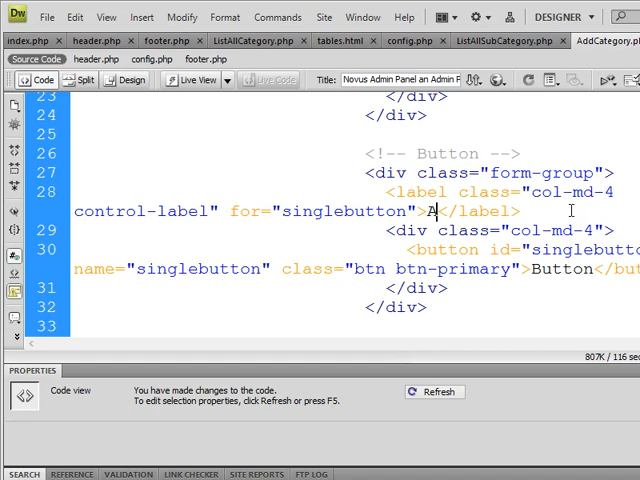 Dw File Edit View Insert Modify Format Commands Site Window Help DESIGNER
index.php × header.php × footer.php × ListAllCategory.php × tables.html × config.php × ListAllSubCategory.php × AddCategory.ph
Source Code header.php config.php footer.php
Code Split Design Live View Live Code Title: Novus Admin Panel an Admin P
23 </div>
24 </div>
25
26 <!-- Button -->
27 <div class="form-group">
28 <label class="col-md-4
control-label" for="singlebutton">A</label>
29 <div class="col-md-4">
30 <button id="singlebutto
name="singlebutton" class="btn btn-primary">Button</but
31 </div>
32 </div>
33
807K / 116 se
PROPERTIES
Code view You have made changes to the code. Refresh
To edit selection properties, click Refresh or press F5.
SEARCH REFERENCE VALIDATION LINK CHECKER SITE REPORTS FTP LOG